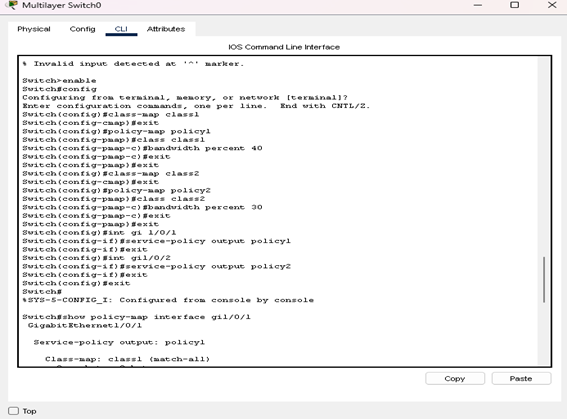 Multilayer Switch0
Physical Config CLI Attributes
IOS Command Line Interface
% Invalid input detected at '^' marker.
Switch>enable
Switch#config
Configuring from terminal, memory, or network [terminal]?
Enter configuration commands, one per line. End with CNTL/Z.
Switch(config)#class-map class1
Switch(config-cmap)#exit
Switch(config)#policy-map policy1
Switch(config-pmap)#class class1
Switch(config-pmap-c)#bandwidth percent 40
Switch(config-pmap-c)#exit
Switch(config-pmap)#exit
Switch(config)#class-map class2
Switch(config-cmap)#exit
Switch(config)#policy-map policy2
Switch(config-pmap)#class class2
Switch(config-pmap-c)#bandwidth percent 30
Switch(config-pmap-c)#exit
Switch(config-pmap)#exit
Switch(config)#int gi 1/0/1
Switch(config-if)#service-policy output policy1
Switch(config-if)#exit
Switch(config)#int gi1/0/2
Switch(config-if)#service-policy output policy2
Switch(config-if)#exit
Switch(config)#exit
Switch#
%SYS-5-CONFIG_I: Configured from console by console
Switch#show policy-map interface gi1/0/1
GigabitEthernet1/0/1
Service-policy output: policy1
Class-map: class1 (match-all)
Copy Paste
Top